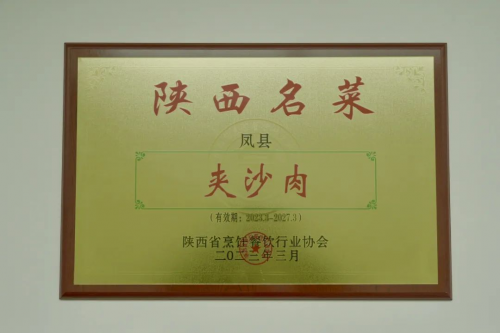 陕西名菜
凤县
夹沙肉
（有效期：2023.3-2027.3）
陕西省烹饪餐饮行业协会
二〇二三年三月